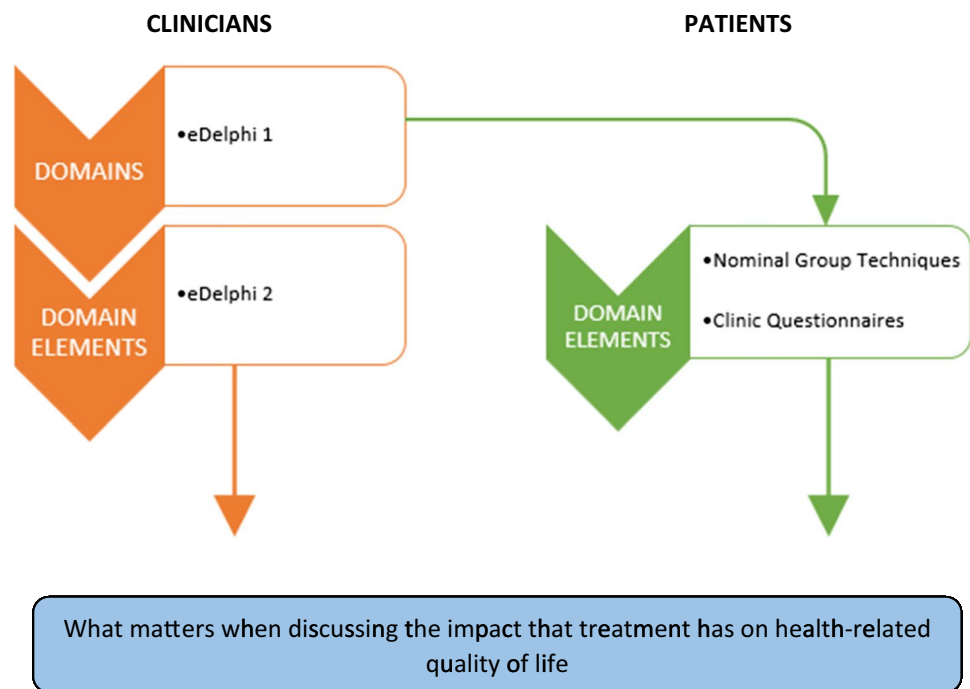 CLINICIANS
PATIENTS
DOMAINS
•eDelphi 1
DOMAIN
ELEMENTS
•eDelphi 2
DOMAIN
ELEMENTS
•Nominal Group Techniques
•Clinic Questionnaires
What matters when discussing the impact that treatment has on health-related
quality of life